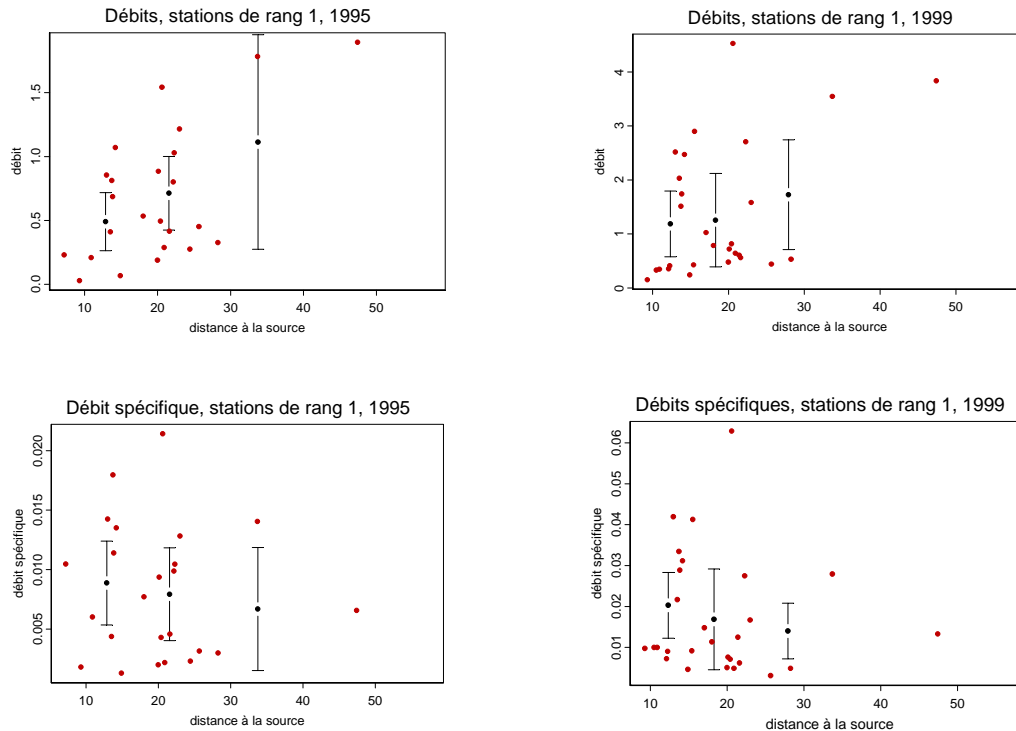 Débits, stations de rang 1, 1995
débit
0.0 0.5 1.0 1.5
10 20 30 40 50
distance à la source
Débits, stations de rang 1, 1999
débit
0 1 2 3 4
10 20 30 40 50
distance à la source
Débit spécifique, stations de rang 1, 1995
débit spécifique
0.005 0.010 0.015 0.020
10 20 30 40 50
distance à la source
Débits spécifiques, stations de rang 1, 1999
débit spécifique
0.01 0.02 0.03 0.04 0.05 0.06
10 20 30 40 50
distance à la source